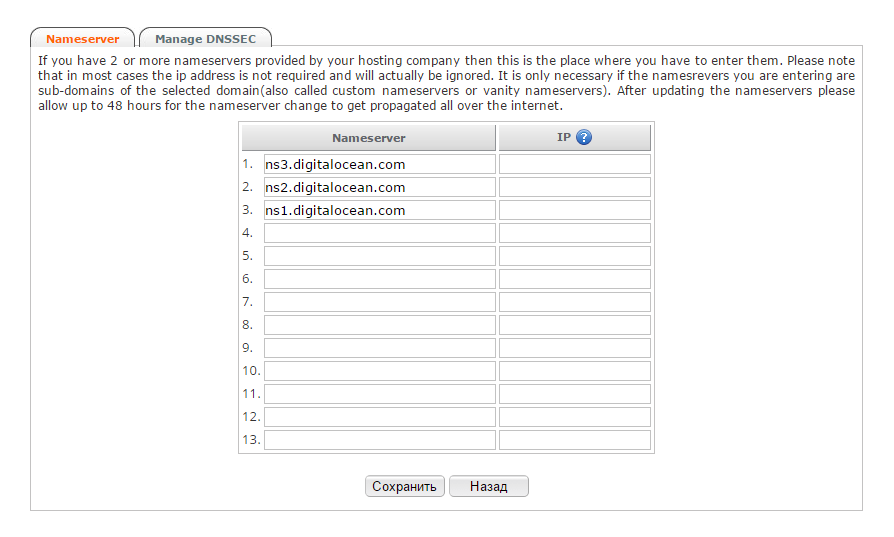 Nameserver Manage DNSSEC
If you have 2 or more nameservers provided by your hosting company then this is the place where you have to enter them. Please note
that in most cases the ip address is not required and will actually be ignored. It is only necessary if the namesrevers you are entering are
sub-domains of the selected domain(also called custom nameservers or vanity nameservers). After updating the nameservers please
allow up to 48 hours for the nameserver change to get propagated all over the internet.
Nameserver IP ?
1. ns3.digitalocean.com
2. ns2.digitalocean.com
3. ns1.digitalocean.com
4.
5.
6.
7.
8.
9.
10.
11.
12.
13.
Сохранить Назад